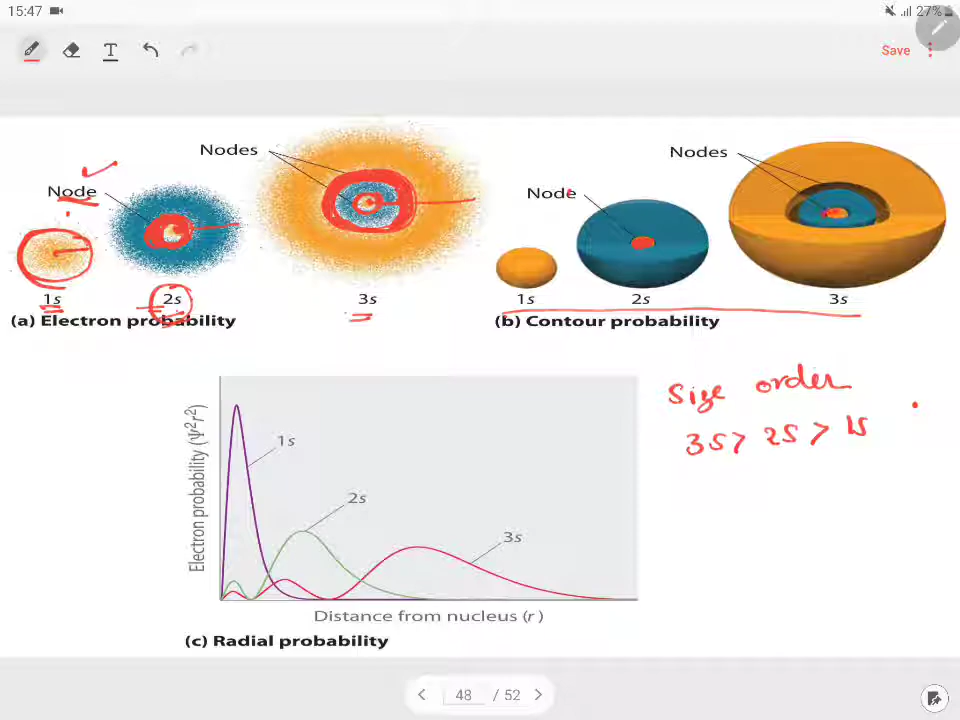 15:47
27%
T
Save
Nodes
Node
1s
2s
3s
(a) Electron probability
Nodes
Node
1s
2s
3s
(b) Contour probability
Size order
3S > 2S > 1S
Electron probability (Ψ²r²)
1s
2s
3s
Distance from nucleus (r)
(c) Radial probability
48 / 52